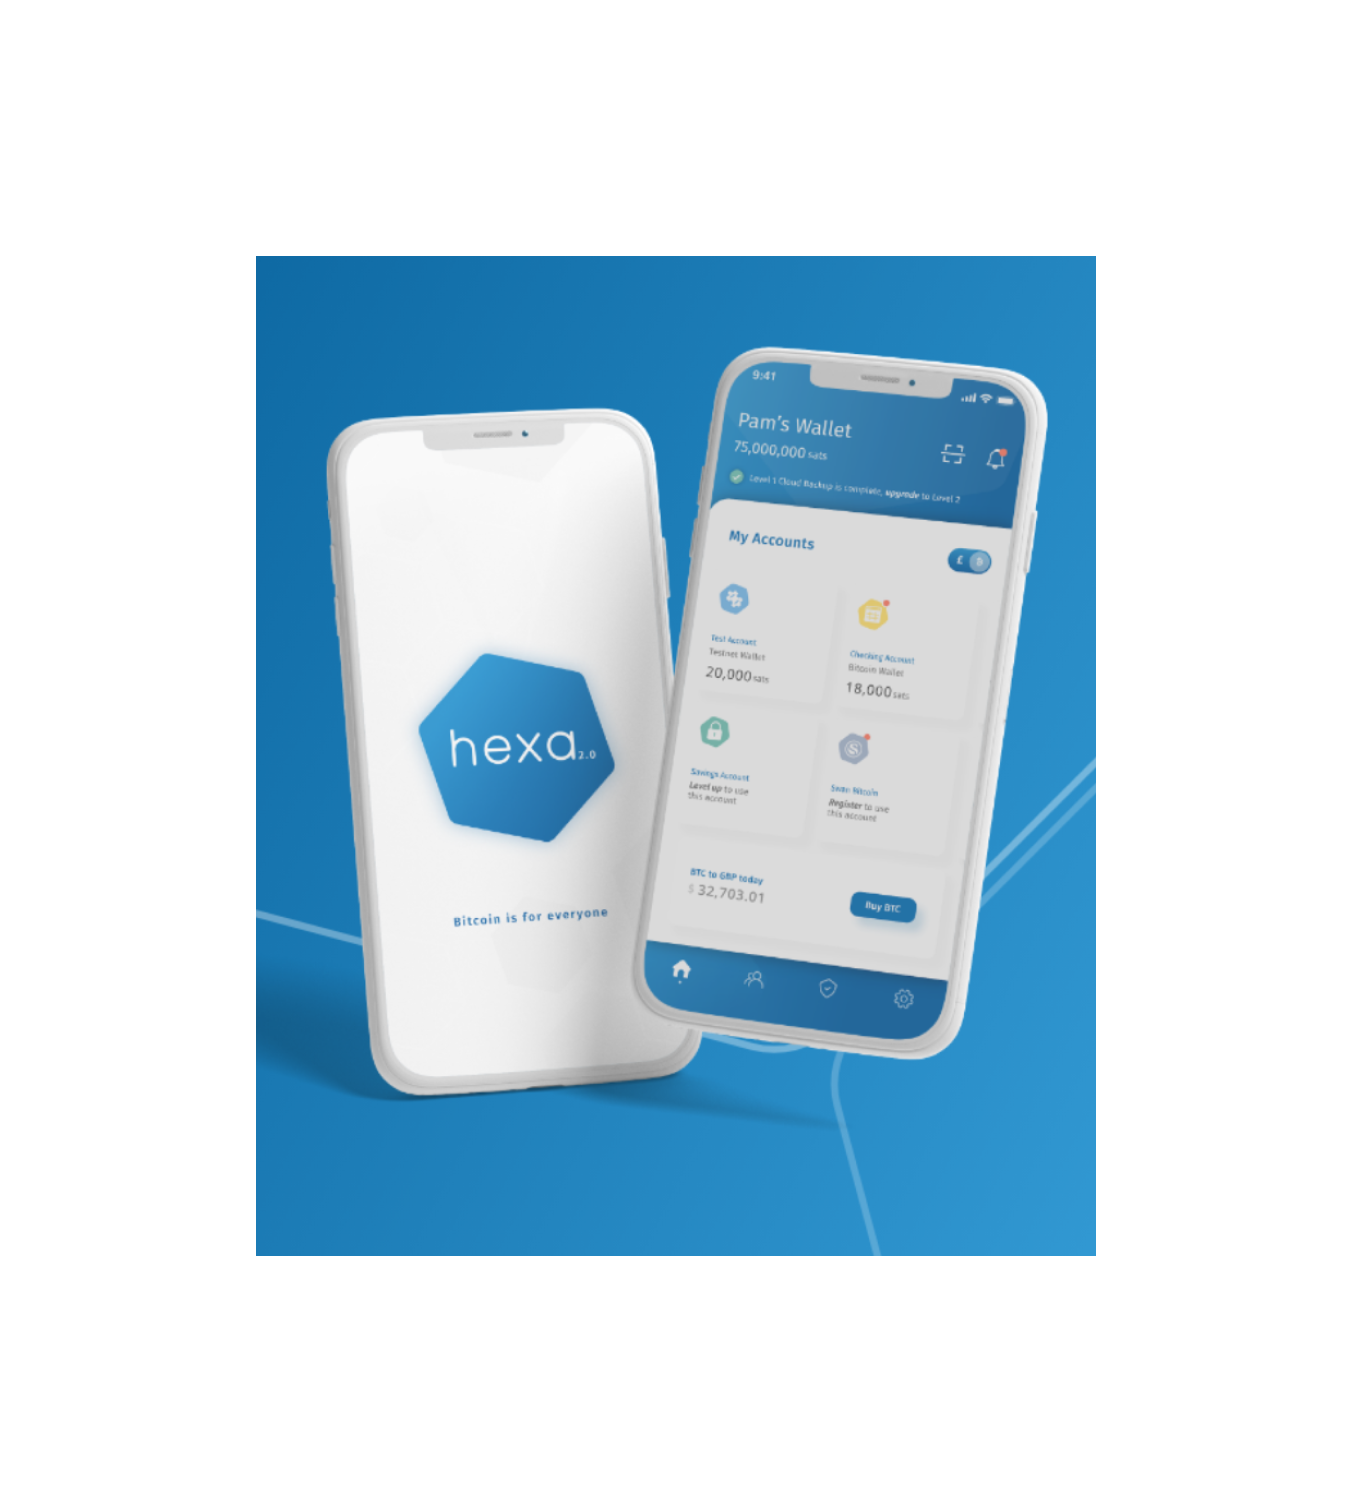 hexa 2.0
Bitcoin is for everyone
9:41
Pam's Wallet
75,000,000 sats
Level 1 Cloud Backup is complete, upgrade to Level 2
My Accounts
£
Test Account
Testnet Wallet
20,000 sats
Checking Account
Bitcoin Wallet
18,000 sats
Savings Account
Level up to use
this account
Swan Bitcoin
Register to use
this account
BTC to GBP today
$ 32,703.01
Buy BTC